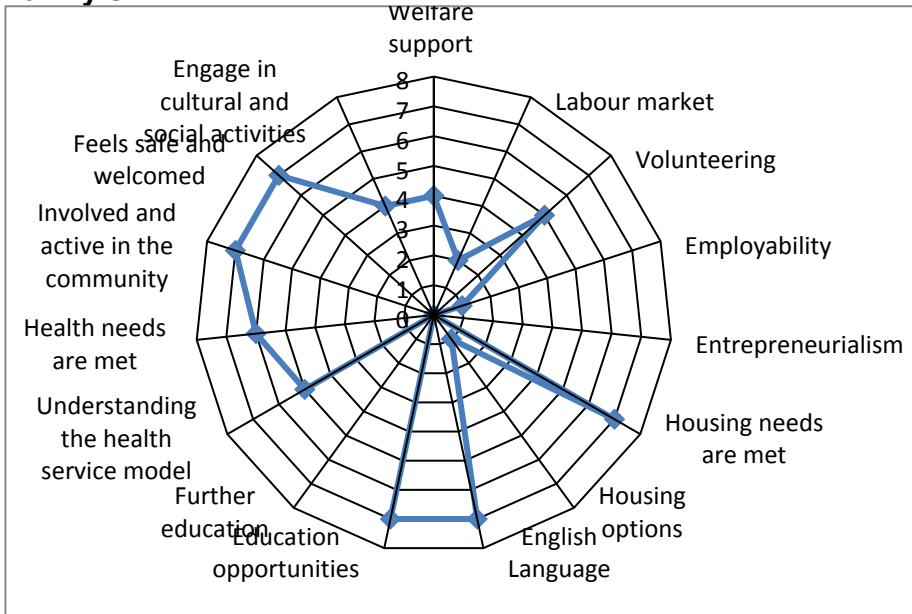 Welfare
support
Labour market
Volunteering
Employability
Entrepreneurialism
Housing needs
are met
Housing
options
English
Language
Education
opportunities
Further
education
Understanding
the health
service model
Health needs
are met
Involved and
active in the
community
Feels safe and
welcomed
Engage in
cultural and
social activities
8
7
6
5
4
3
2
1
0